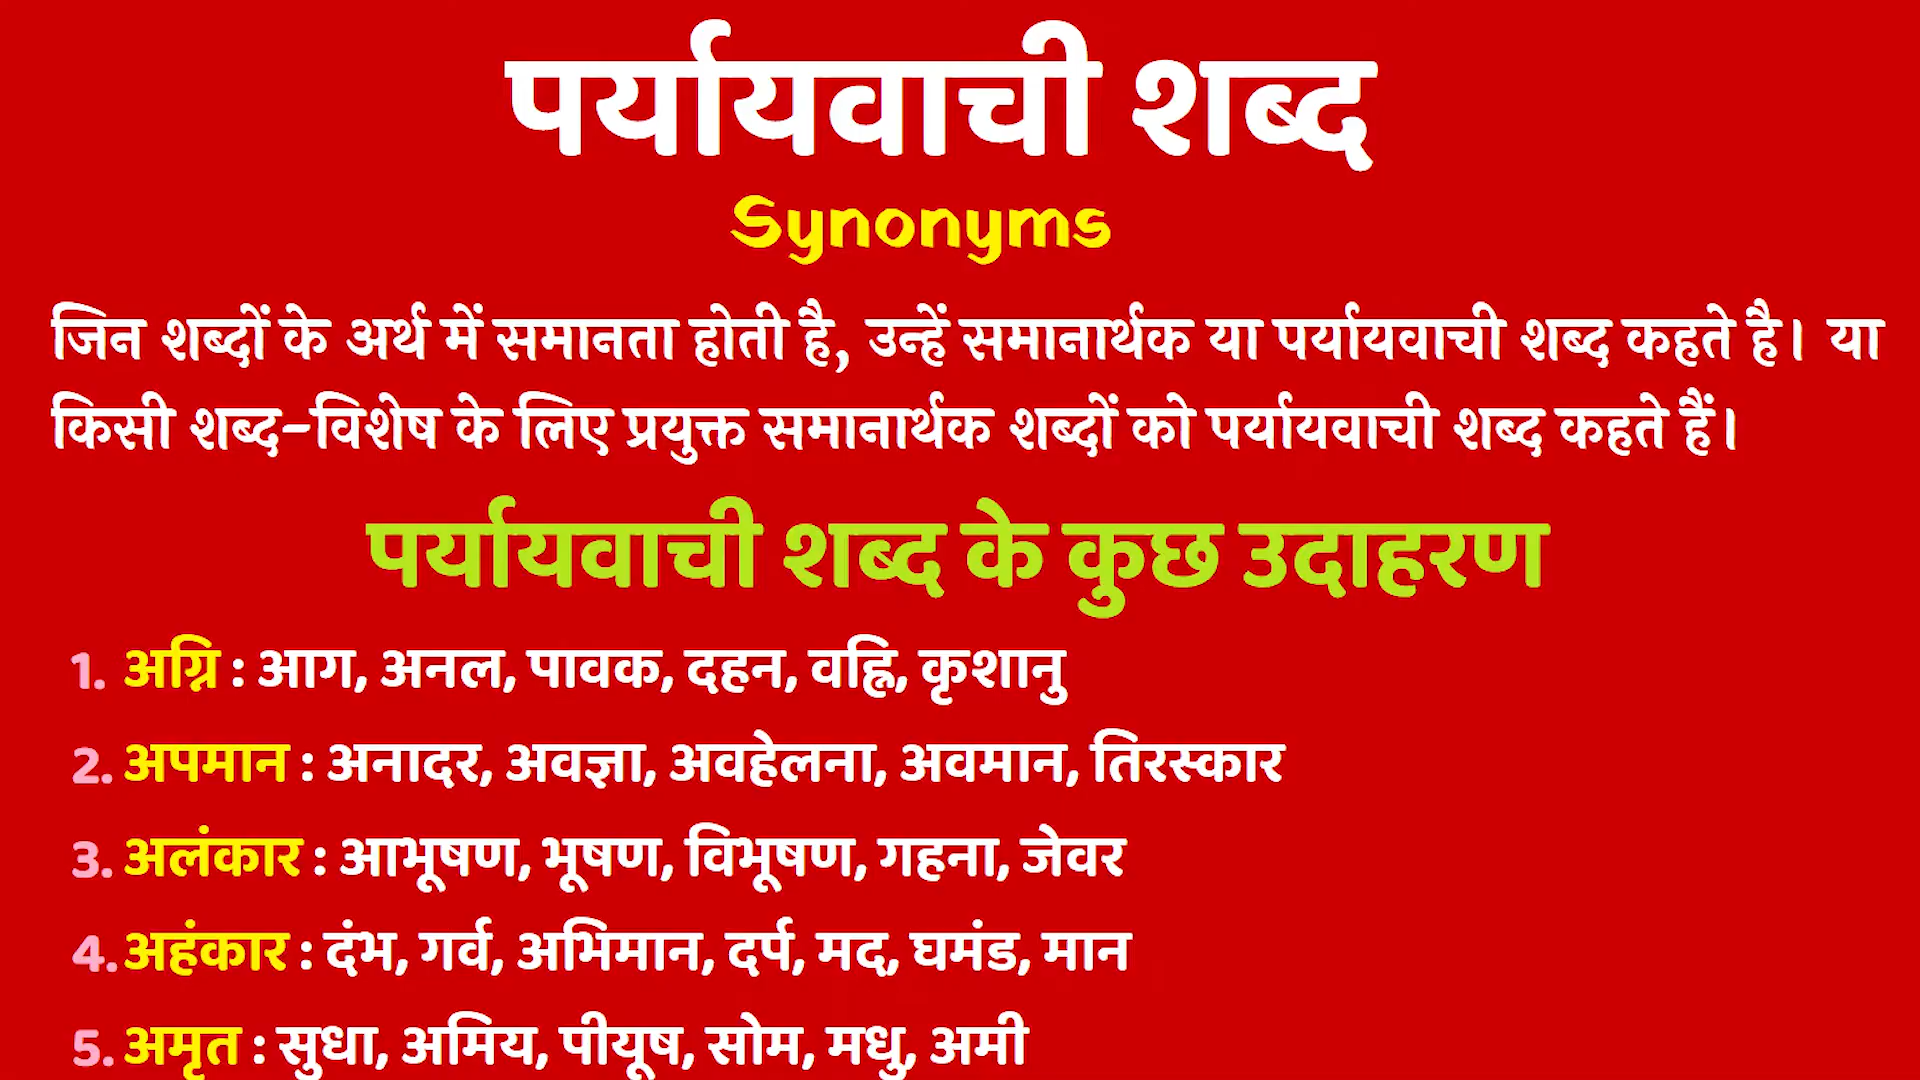 पर्यायवाची शब्द
Synonyms
जिन शब्दों के अर्थ में समानता होती है, उन्हें समानार्थक या पर्यायवाची शब्द कहते है। या
किसी शब्द-विशेष के लिए प्रयुक्त समानार्थक शब्दों को पर्यायवाची शब्द कहते हैं।
पर्यायवाची शब्द के कुछ उदाहरण
1. अग्नि : आग, अनल, पावक, दहन, वह्नि, कृशानु
2. अपमान : अनादर, अवज्ञा, अवहेलना, अवमान, तिरस्कार
3. अलंकार : आभूषण, भूषण, विभूषण, गहना, जेवर
4. अहंकार : दंभ, गर्व, अभिमान, दर्प, मद, घमंड, मान
5. अमृत : सुधा, अमिय, पीयूष, सोम, मधु, अमी